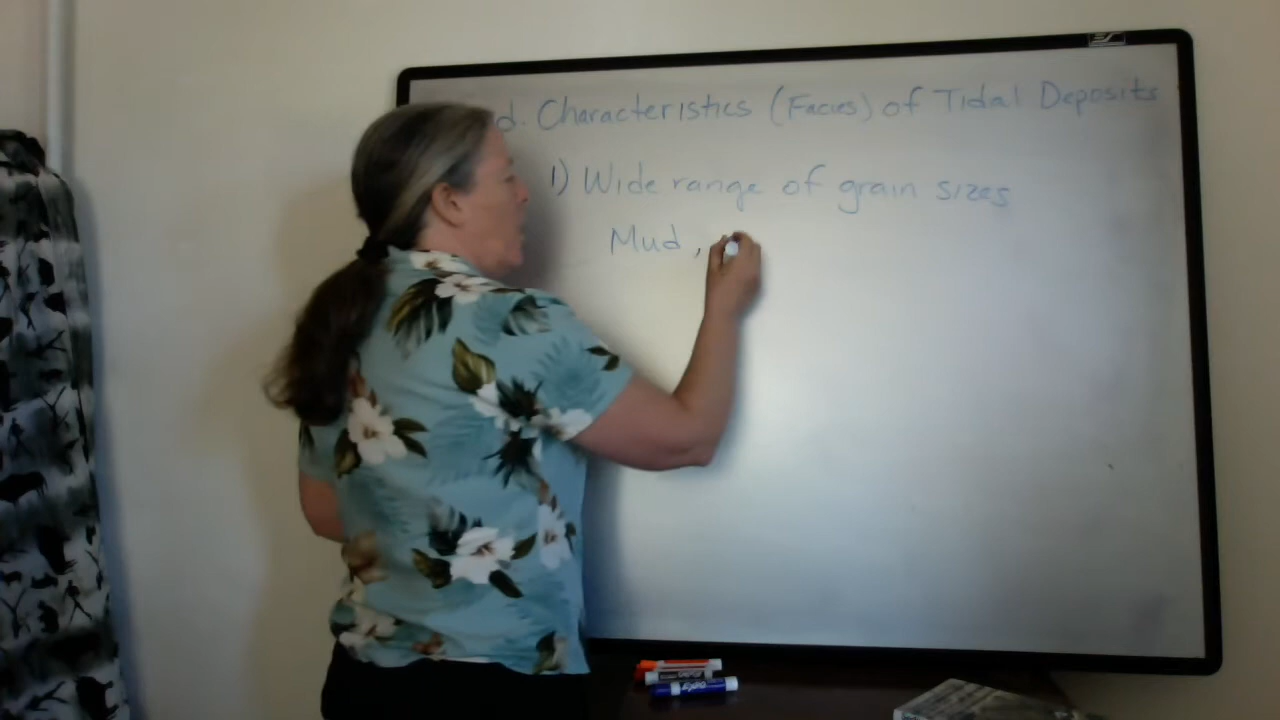 d. Characteristics (Facies) of Tidal Deposits
1) Wide range of grain sizes
Mud,